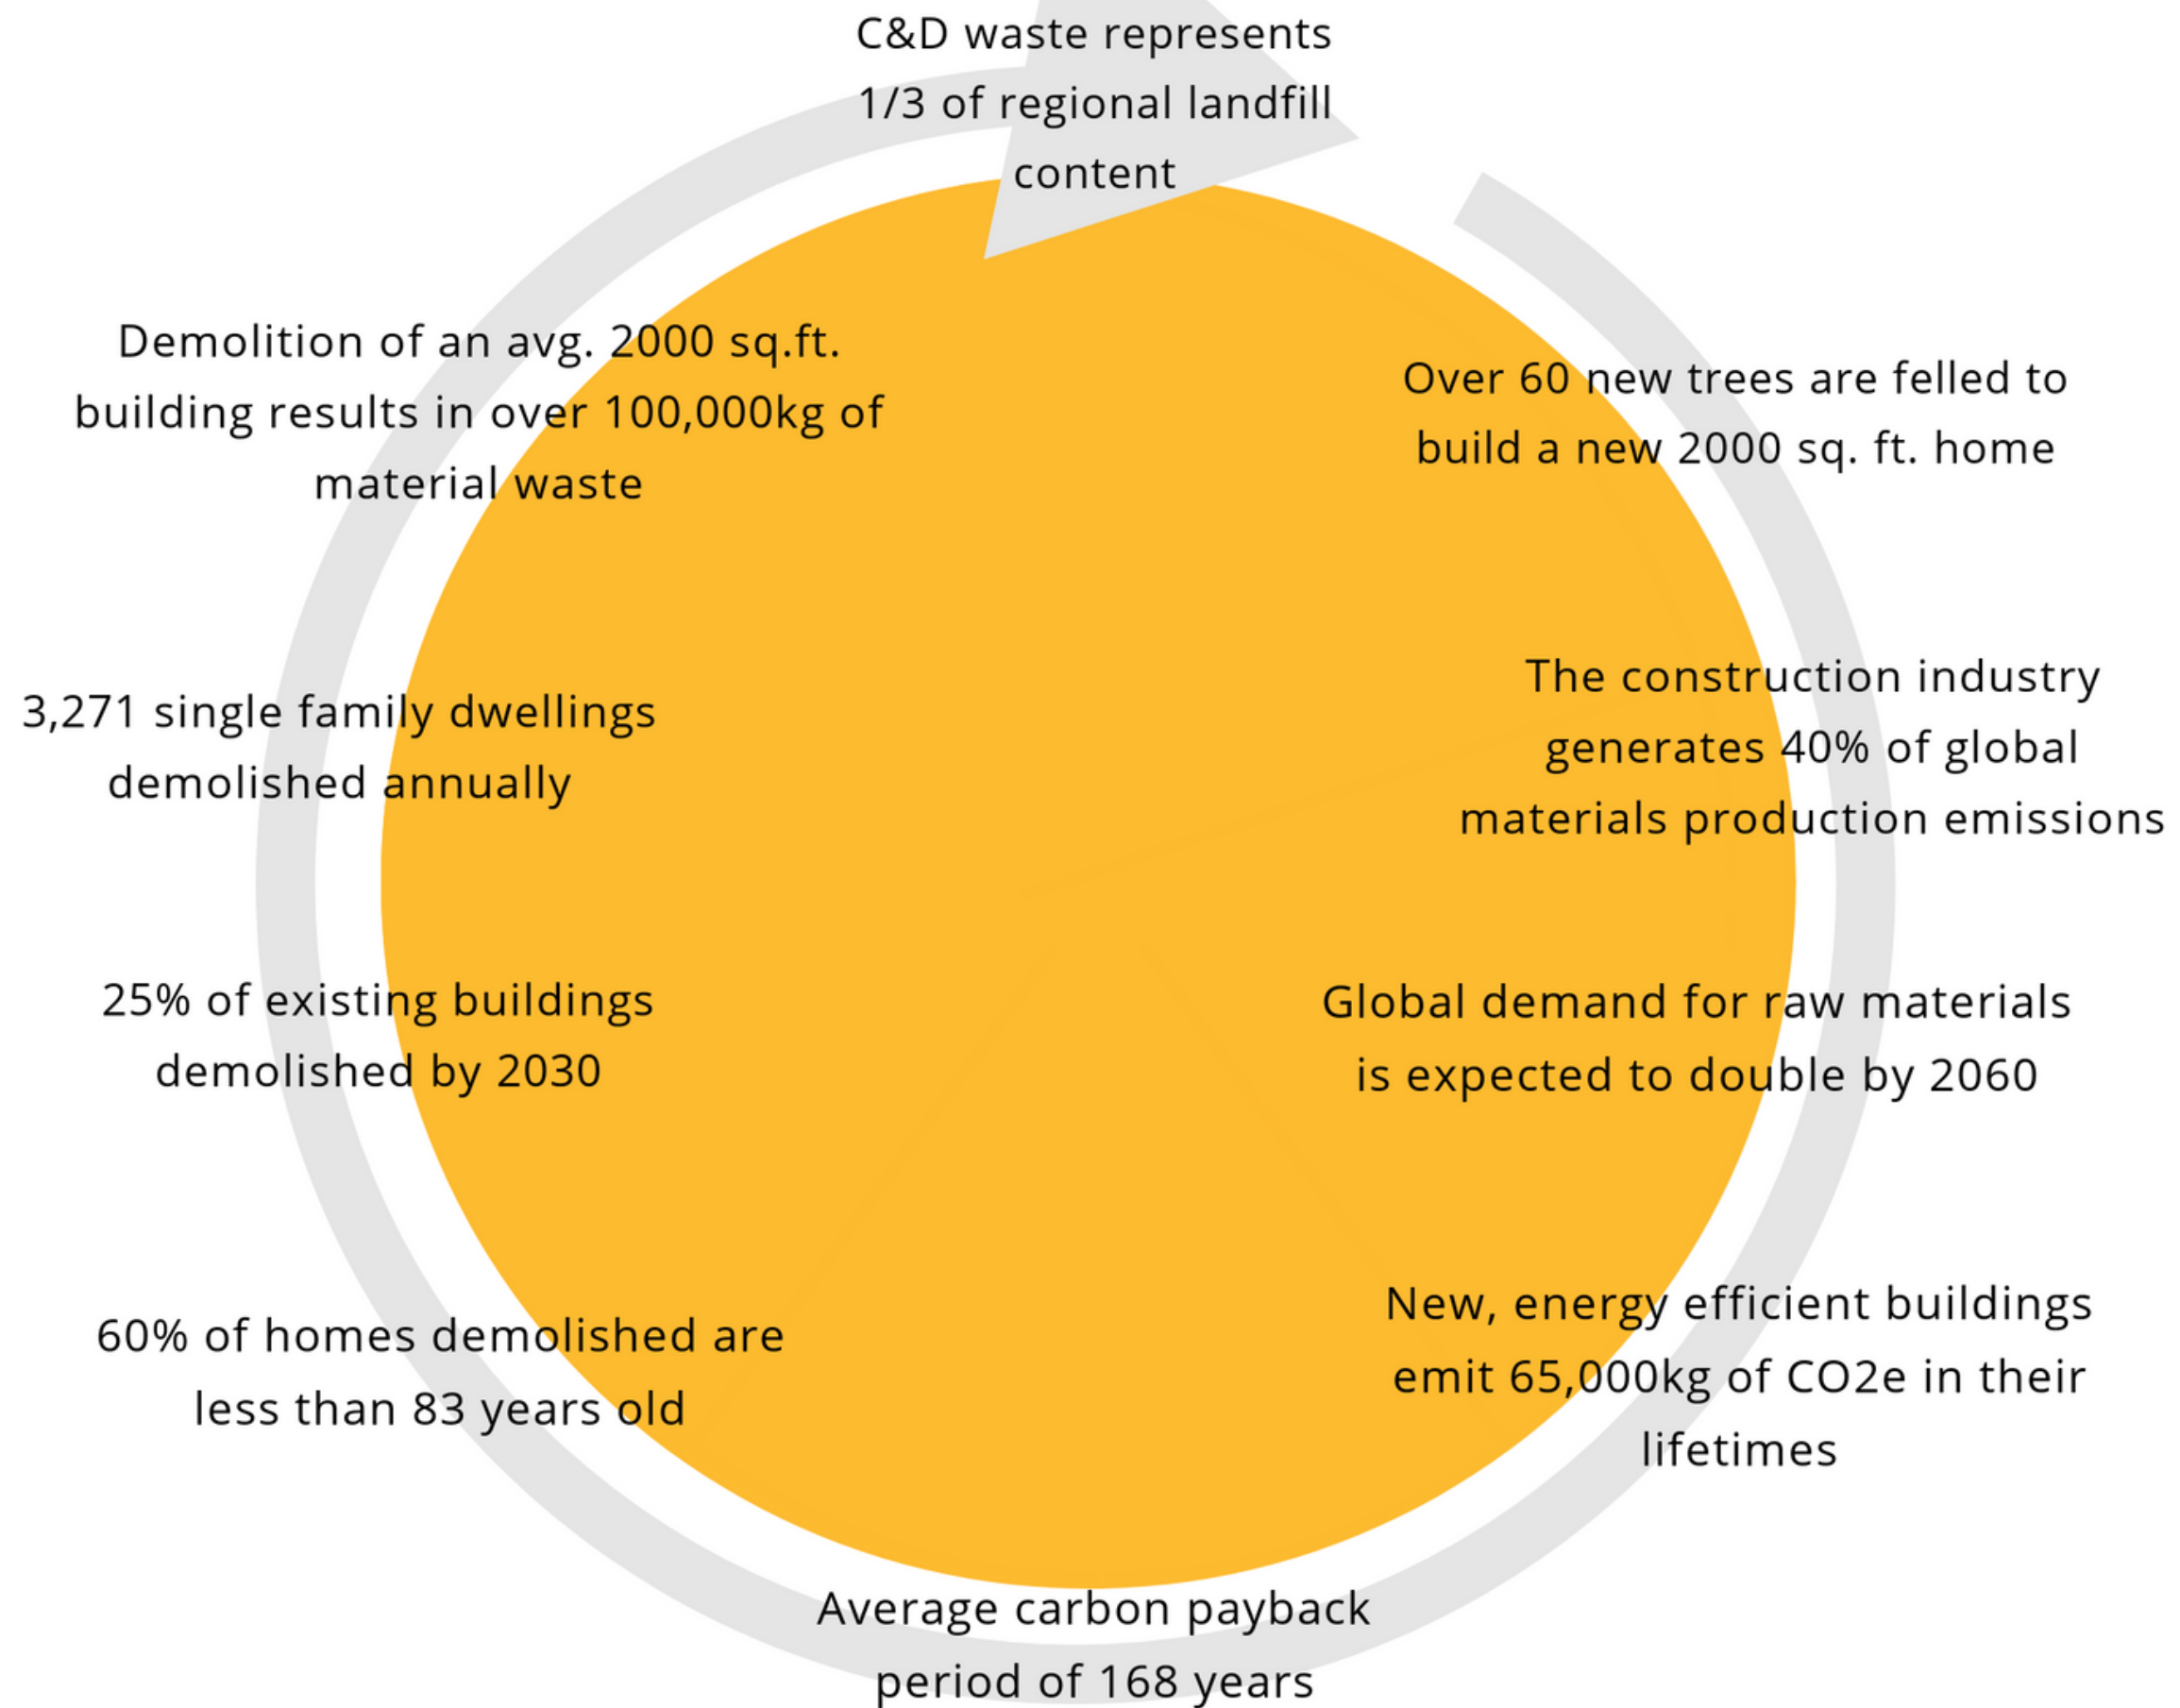 C&D waste represents
1/3 of regional landfill
content
Over 60 new trees are felled to
build a new 2000 sq. ft. home
The construction industry
generates 40% of global
materials production emissions
Global demand for raw materials
is expected to double by 2060
New, energy efficient buildings
emit 65,000kg of CO2e in their
lifetimes
Average carbon payback
period of 168 years
60% of homes demolished are
less than 83 years old
25% of existing buildings
demolished by 2030
3,271 single family dwellings
demolished annually
Demolition of an avg. 2000 sq.ft.
building results in over 100,000kg of
material waste